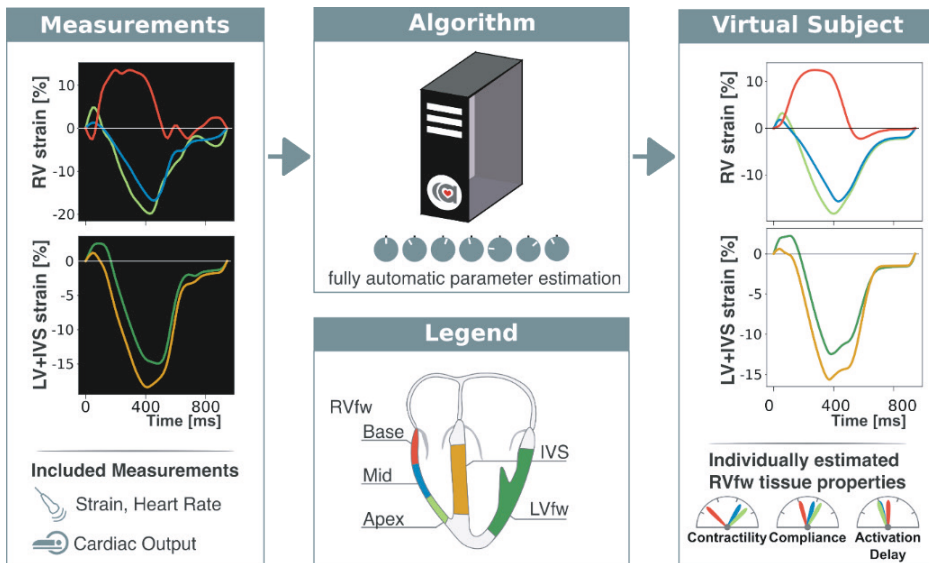 Measurements
RV strain [%]
10
0
-10
-20
LV+IVS strain [%]
0
-5
-10
-15
0 400 800
Time [ms]
Included Measurements
Strain, Heart Rate
Cardiac Output
Algorithm
fully automatic parameter estimation
Legend
RVfw
Base
Mid
Apex
IVS
LVfw
Virtual Subject
RV strain [%]
10
0
-10
LV+IVS strain [%]
0
-5
-10
-15
0 400 800
Time [ms]
Individually estimated
RVfw tissue properties
Contractility Compliance Activation
Delay